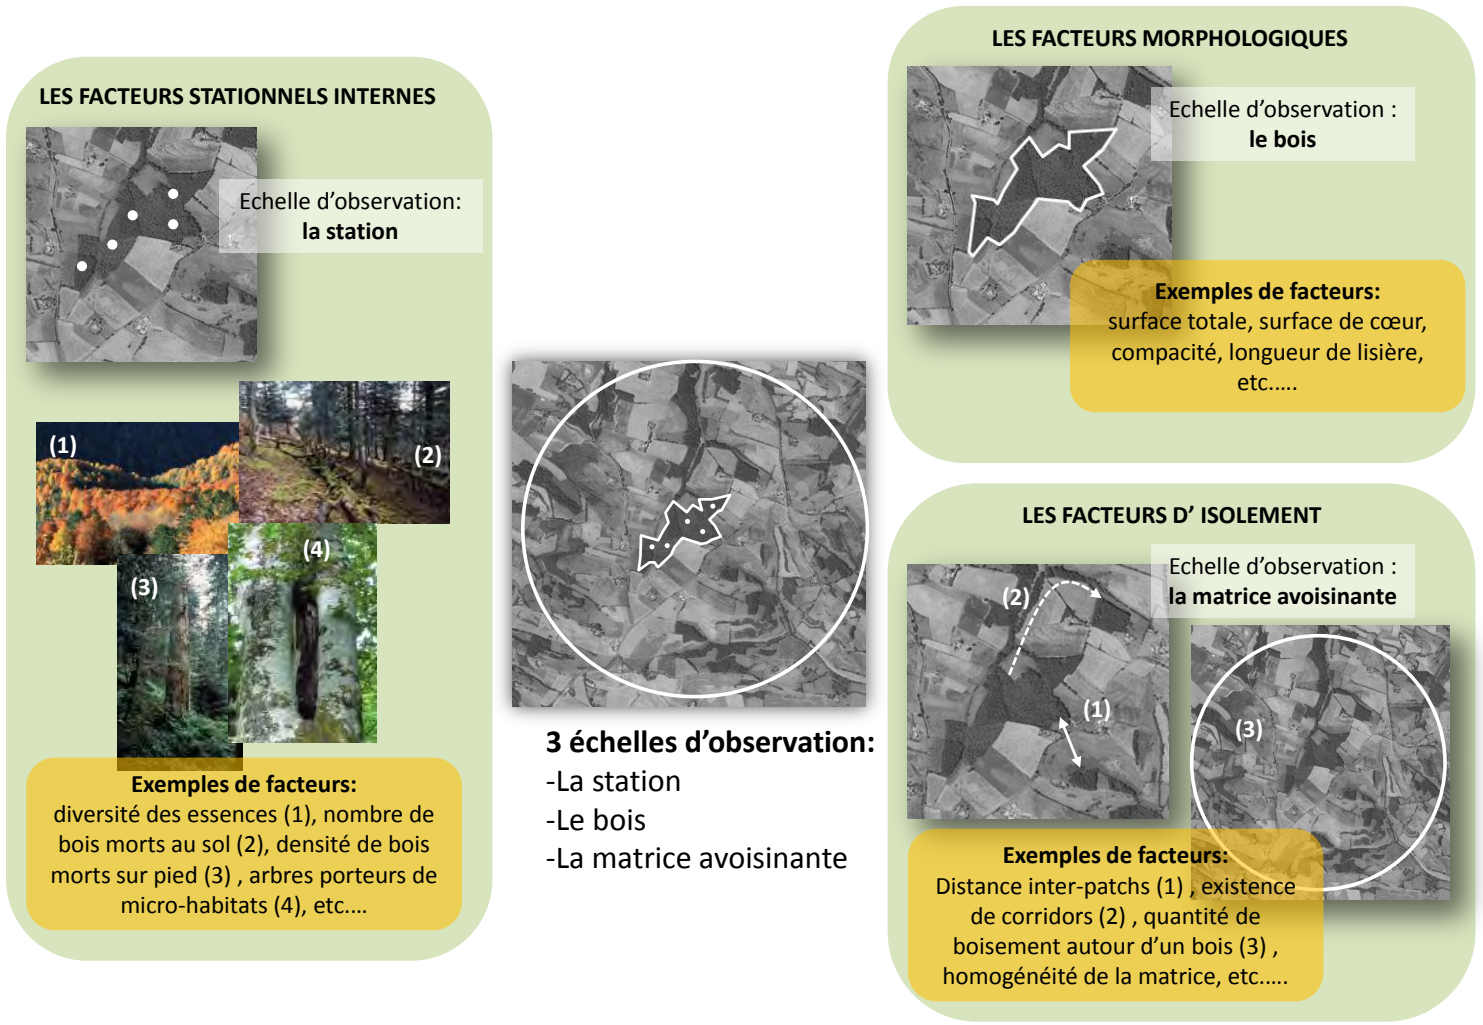 LES FACTEURS STATIONNELS INTERNES
Echelle d'observation:
la station
(1)
(2)
(3)
(4)
Exemples de facteurs:
diversité des essences (1), nombre de
bois morts au sol (2), densité de bois
morts sur pied (3) , arbres porteurs de
micro-habitats (4), etc.…
3 échelles d'observation:
-La station
-Le bois
-La matrice avoisinante
LES FACTEURS MORPHOLOGIQUES
Echelle d'observation :
le bois
Exemples de facteurs:
surface totale, surface de cœur,
compacité, longueur de lisière,
etc.....
LES FACTEURS D' ISOLEMENT
Echelle d'observation :
la matrice avoisinante
(2)
(1)
(3)
Exemples de facteurs:
Distance inter-patchs (1) , existence
de corridors (2) , quantité de
boisement autour d'un bois (3) ,
homogénéité de la matrice, etc.....